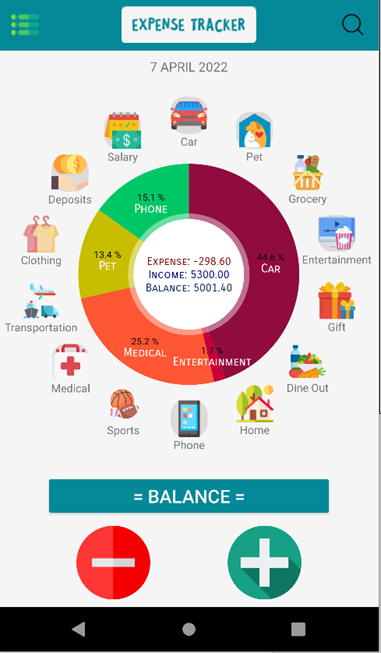 EXPENSE TRACKER
7 APRIL 2022
Car
Salary
Pet
Deposits
Grocery
15.1 %
PHONE
Clothing
Entertainment
13.4 %
PET
EXPENSE: -298.60
INCOME: 5300.00
BALANCE: 5001.40
44.6 %
CAR
Transportation
Gift
25.2 %
MEDICAL
1.7 %
ENTERTAINMENT
Medical
Dine Out
Sports
Home
Phone
= BALANCE =